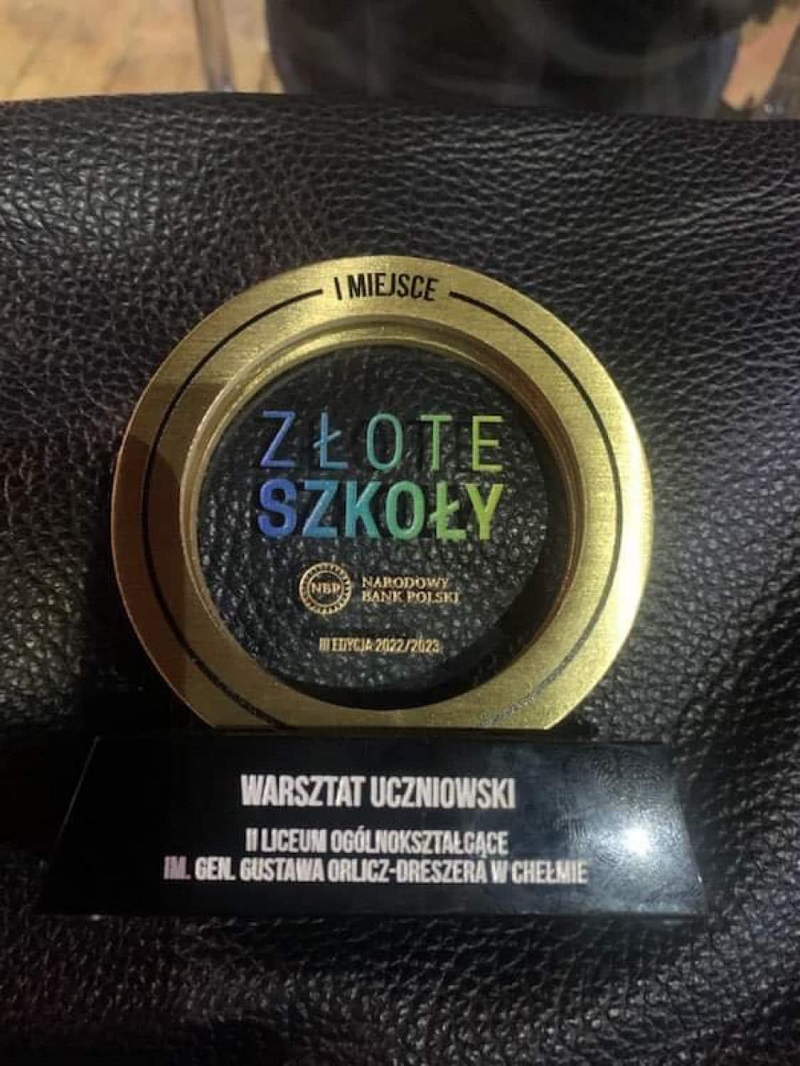 I MIEJSCE
ZŁOTE
SZKOŁY
NBP
NARODOWY
BANK POLSKI
III EDYCJA 2022/2023
WARSZTAT UCZNIOWSKI
II LICEUM OGÓLNOKSZTAŁCĄCE
IM. GEN. GUSTAWA ORLICZ-DRESZERA W CHEŁMIE